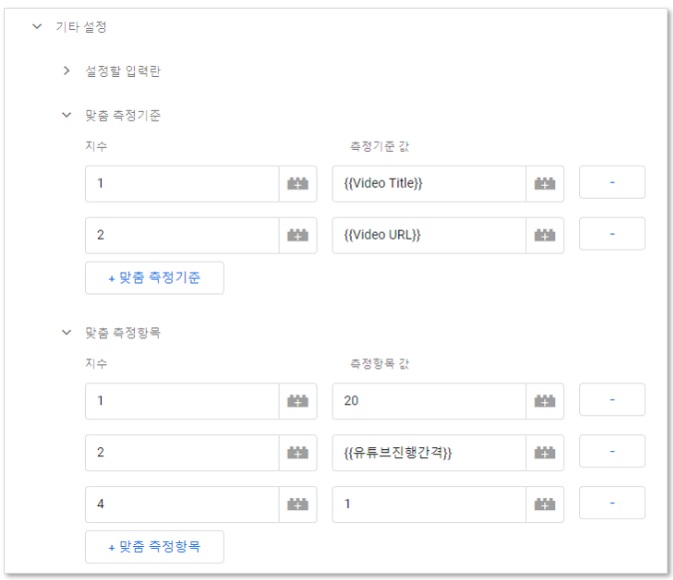 기타 설정
설정할 입력란
맞춤 측정기준
지수 측정기준 값
1 {{Video Title}} -
2 {{Video URL}} -
+ 맞춤 측정기준
맞춤 측정항목
지수 측정항목 값
1 20 -
2 {{유튜브진행간격}} -
4 1 -
+ 맞춤 측정항목